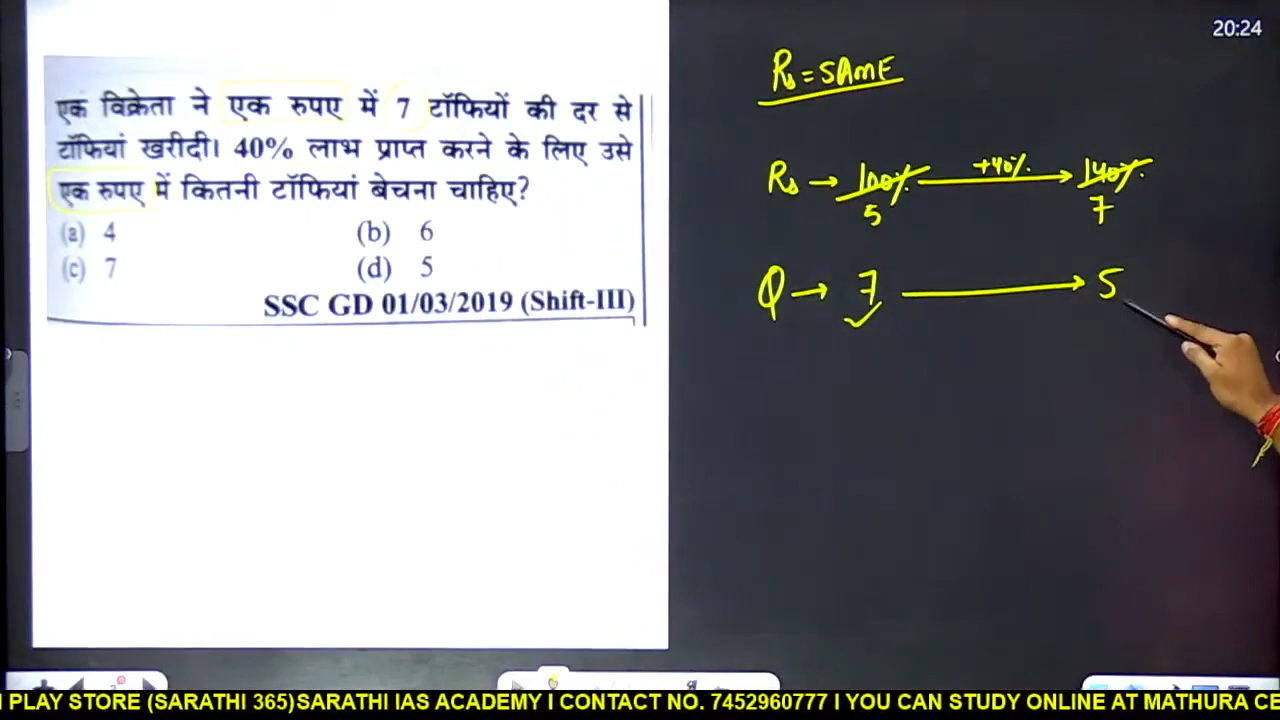 20:24
एक विक्रेता ने एक रुपए में 7 टॉफियों की दर से
टॉफियां खरीदी। 40% लाभ प्राप्त करने के लिए उसे
एक रुपए में कितनी टॉफियां बेचना चाहिए?
(a) 4 (b) 6
(c) 7 (d) 5
SSC GD 01/03/2019 (Shift-III)
Rs = SAME
Rs → 100% +40% → 140%
5 7
Q → 7 → 5
PLAY STORE (SARATHI 365)SARATHI IAS ACADEMY I CONTACT NO. 7452960777 I YOU CAN STUDY ONLINE AT MATHURA CE